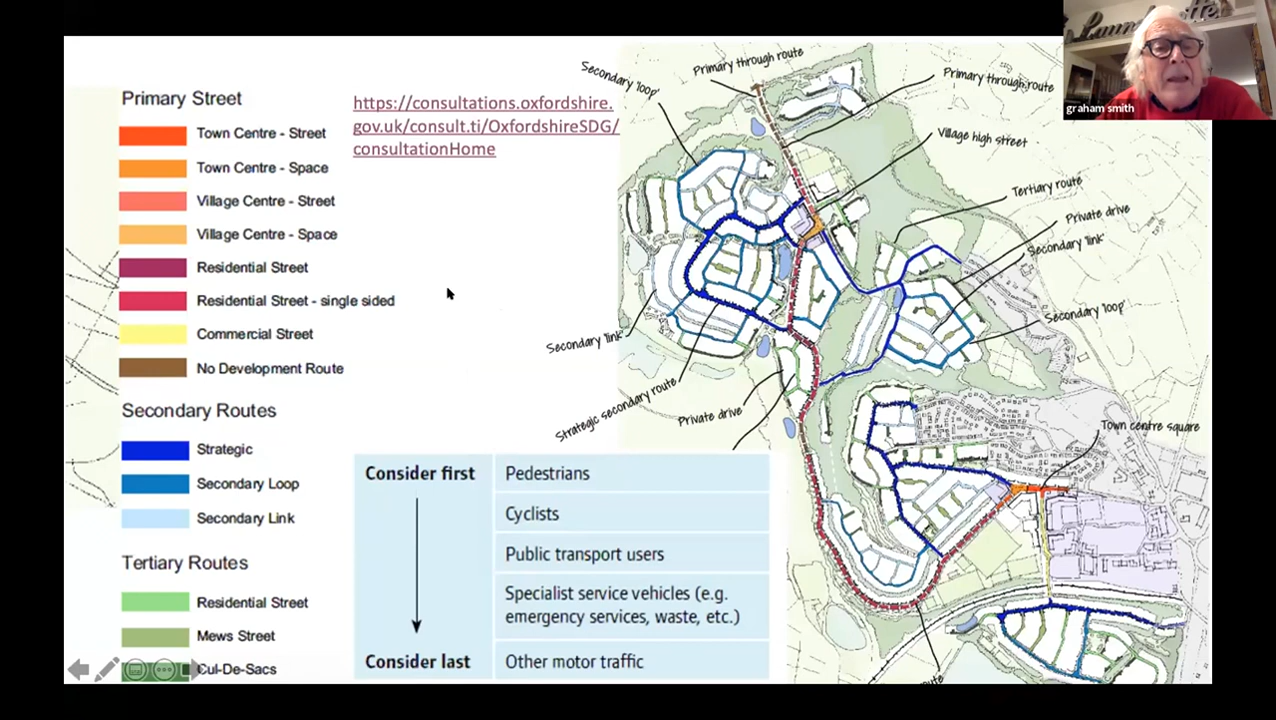 Primary Street
Town Centre - Street
Town Centre - Space
Village Centre - Street
Village Centre - Space
Residential Street
Residential Street - single sided
Commercial Street
No Development Route
Secondary Routes
Strategic
Secondary Loop
Secondary Link
Tertiary Routes
Residential Street
Mews Street
Cul-De-Sacs
https://consultations.oxfordshire.
gov.uk/consult.ti/OxfordshireSDG/
consultationHome
Consider first
Pedestrians
Cyclists
Public transport users
Specialist service vehicles (e.g.
emergency services, waste, etc.)
Consider last
Other motor traffic
Secondary 'loop'
Primary through route
Primary through route
Village high street
Tertiary route
Private drive
Secondary 'link'
Secondary 'loop'
Secondary 'link'
Strategic secondary route
Private drive
Town centre square
graham smith